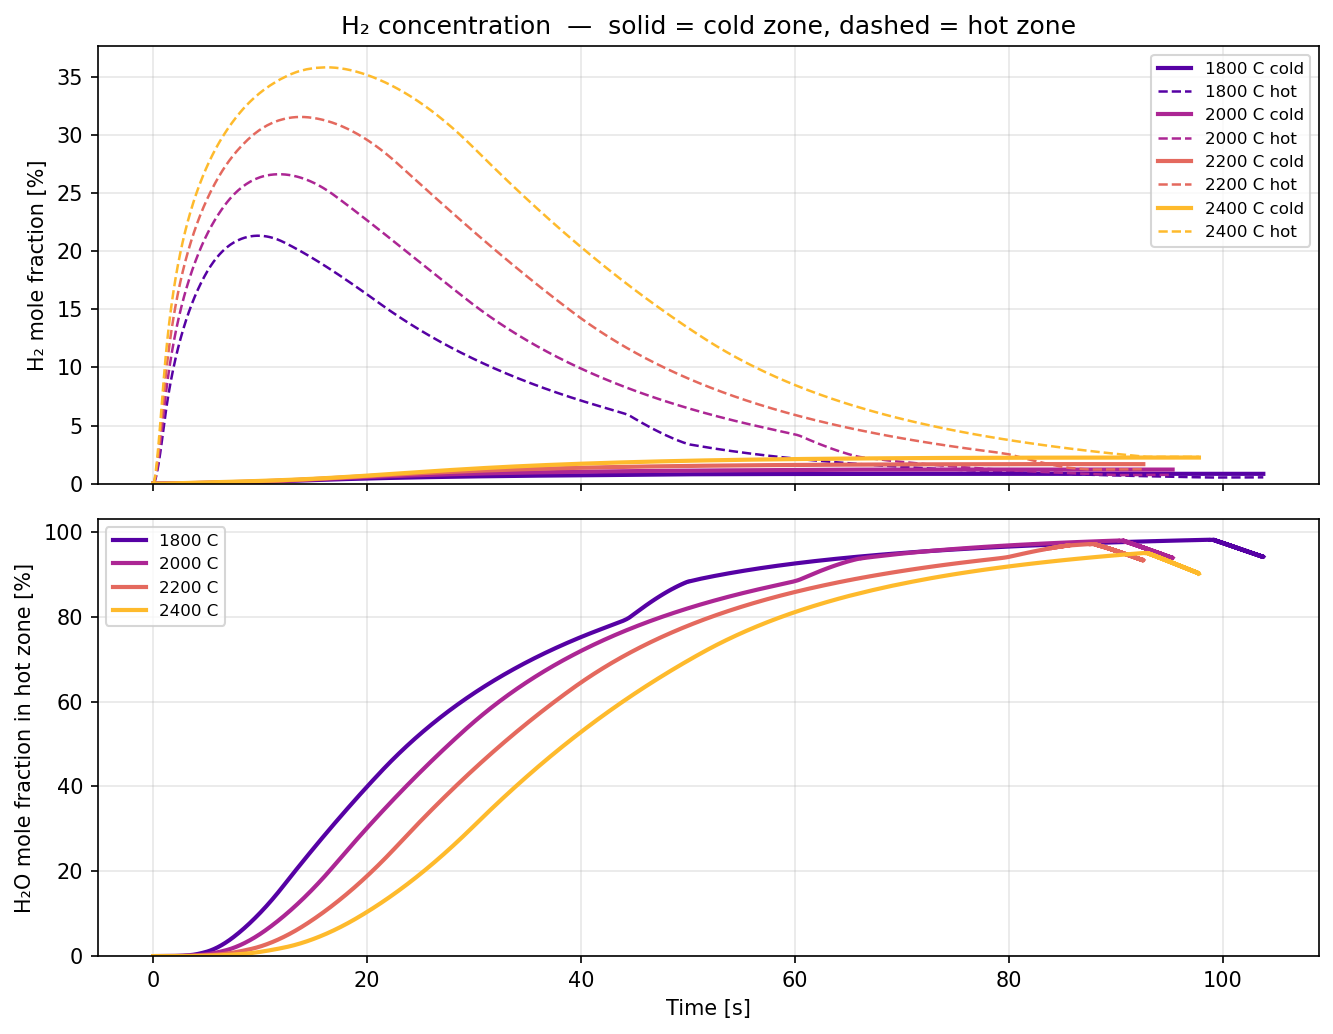 H₂ concentration — solid = cold zone, dashed = hot zone
H₂ mole fraction [%]
35
30
25
20
15
10
5
0
1800 C cold
1800 C hot
2000 C cold
2000 C hot
2200 C cold
2200 C hot
2400 C cold
2400 C hot
H₂O mole fraction in hot zone [%]
100
80
60
40
20
0
1800 C
2000 C
2200 C
2400 C
0 20 40 60 80 100
Time [s]